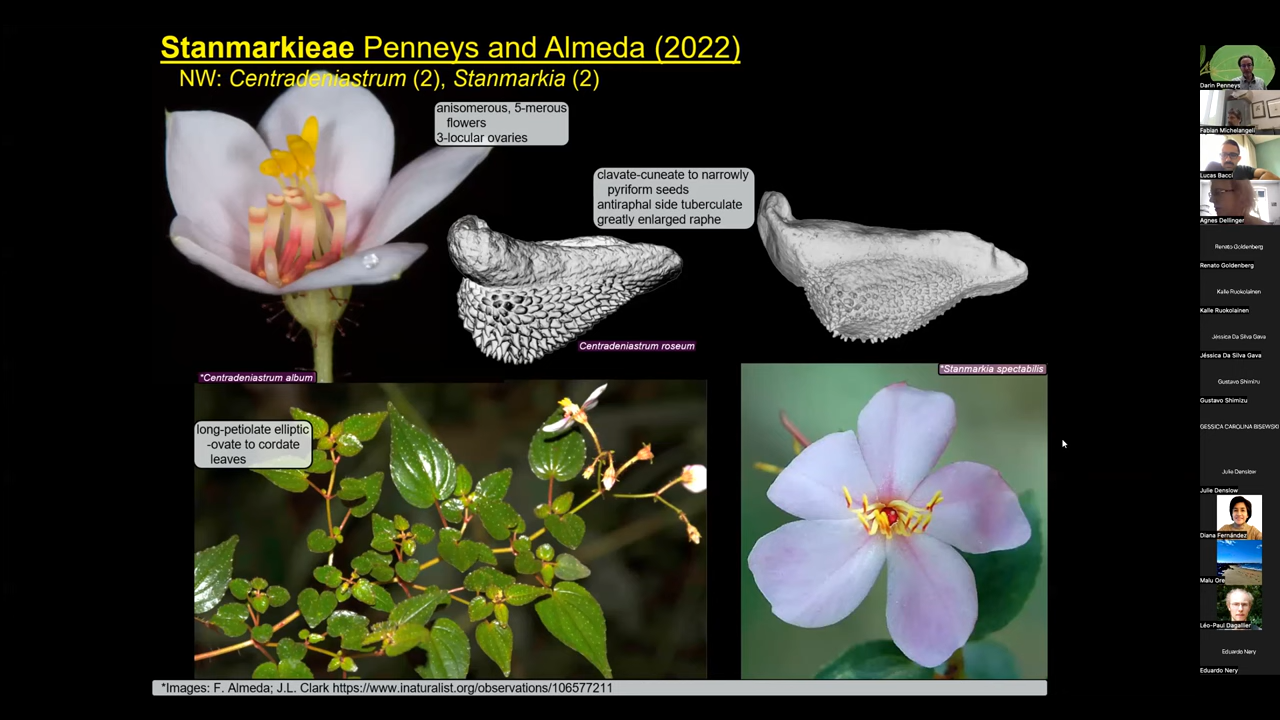 Stanmarkieae Penneys and Almeda (2022)
NW: Centradeniastrum (2), Stanmarkia (2)
anisomerous, 5-merous
flowers
3-locular ovaries
clavate-cuneate to narrowly
pyriform seeds
antiraphal side tuberculate
greatly enlarged raphe
Centradeniastrum roseum
*Centradeniastrum album
*Stanmarkia spectabilis
long-petiolate elliptic
-ovate to cordate
leaves
*Images: F. Almeda; J.L. Clark https://www.inaturalist.org/observations/106577211
Darin Penneys
Fabian Michelangeli
Lucas Bacci
Agnes Dellinger
Renato Goldenberg
Renato Goldenberg
Kalle Ruokolainen
Kalle Ruokolainen
Jéssica Da Silva Gava
Jéssica Da Silva Gava
Gustavo Shimizu
Gustavo Shimizu
GESSICA CAROLINA BISEWSKI
Julie Denslow
Julie Denslow
Diana Fernández
Malu Ore
Léo-Paul Dagallier
Eduardo Nery
Eduardo Nery